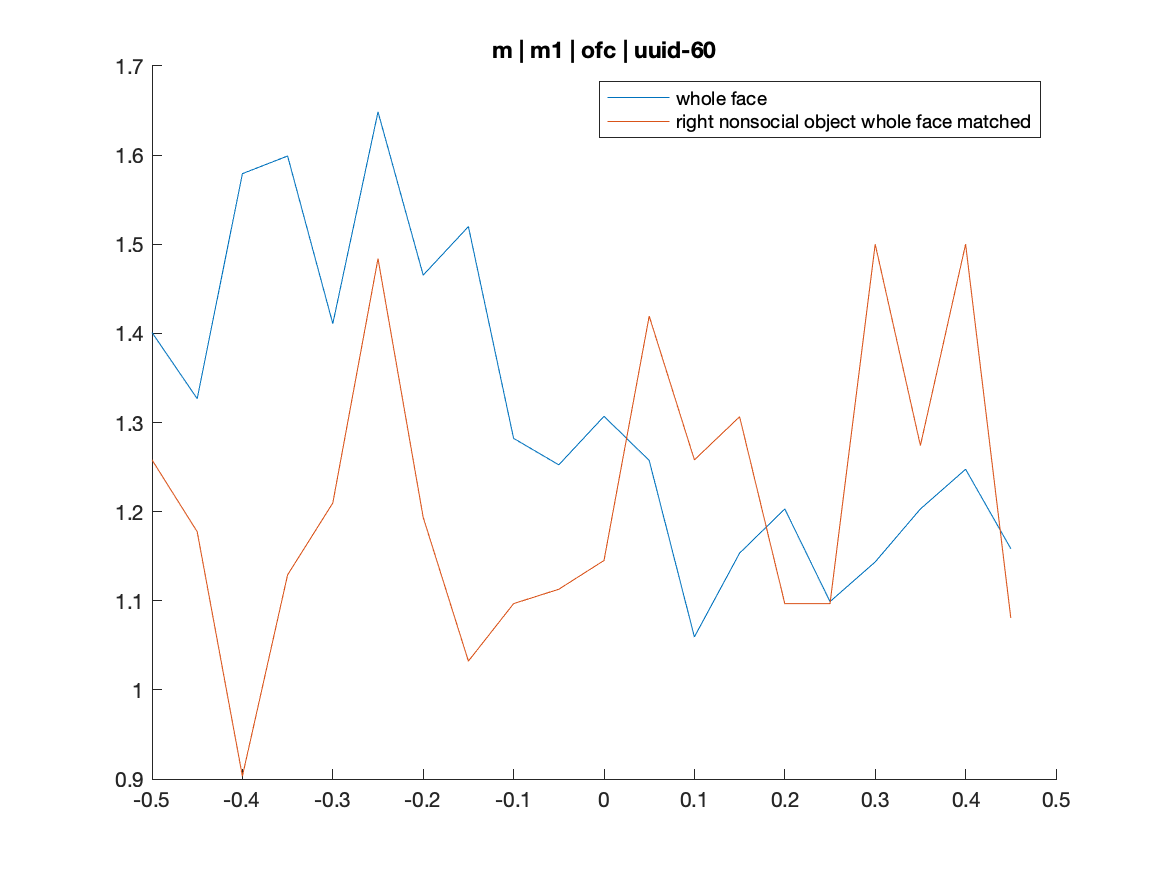 m | m1 | ofc | uuid-60
whole face
right nonsocial object whole face matched
1.7
1.6
1.5
1.4
1.3
1.2
1.1
1
0.9
-0.5 -0.4 -0.3 -0.2 -0.1 0 0.1 0.2 0.3 0.4 0.5